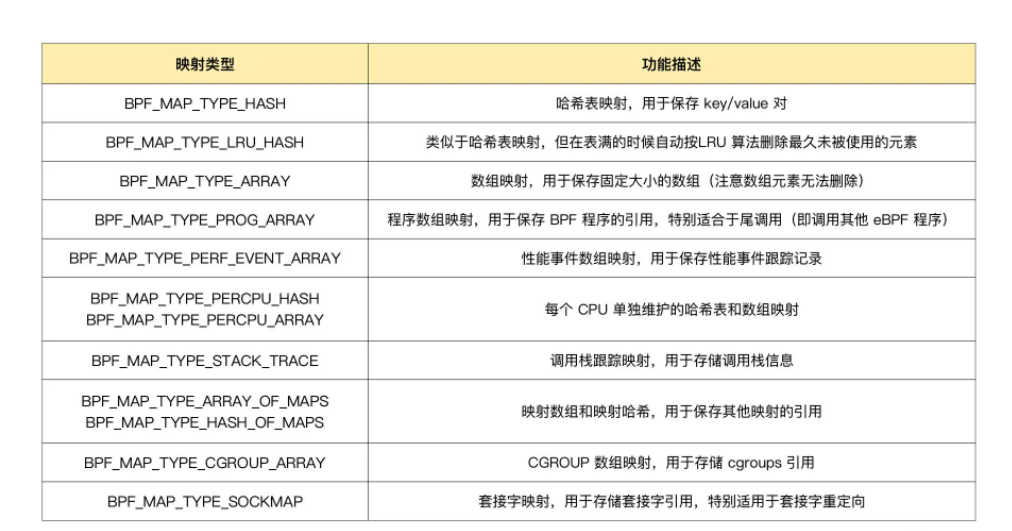 映射类型 功能描述
BPF_MAP_TYPE_HASH 哈希表映射，用于保存 key/value 对
BPF_MAP_TYPE_LRU_HASH 类似于哈希表映射，但在表满的时候自动按LRU 算法删除最久未被使用的元素
BPF_MAP_TYPE_ARRAY 数组映射，用于保存固定大小的数组（注意数组元素无法删除）
BPF_MAP_TYPE_PROG_ARRAY 程序数组映射，用于保存 BPF 程序的引用，特别适合于尾调用（即调用其他 eBPF 程序）
BPF_MAP_TYPE_PERF_EVENT_ARRAY 性能事件数组映射，用于保存性能事件跟踪记录
BPF_MAP_TYPE_PERCPU_HASH
BPF_MAP_TYPE_PERCPU_ARRAY
每个 CPU 单独维护的哈希表和数组映射
BPF_MAP_TYPE_STACK_TRACE 调用栈跟踪映射，用于存储调用栈信息
BPF_MAP_TYPE_ARRAY_OF_MAPS
BPF_MAP_TYPE_HASH_OF_MAPS
映射数组和映射哈希，用于保存其他映射的引用
BPF_MAP_TYPE_CGROUP_ARRAY CGROUP 数组映射，用于存储 cgroups 引用
BPF_MAP_TYPE_SOCKMAP 套接字映射，用于存储套接字引用，特别适用于套接字重定向